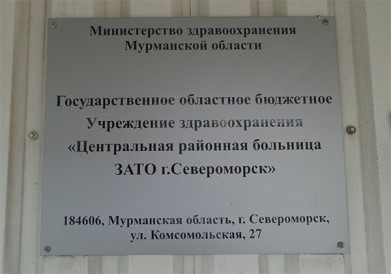 Министерство здравоохранения
Мурманской области
Государственное областное бюджетное
Учреждение здравоохранения
«Центральная районная больница
ЗАТО г.Североморск»
184606, Мурманская область, г. Североморск,
ул. Комсомольская, 27